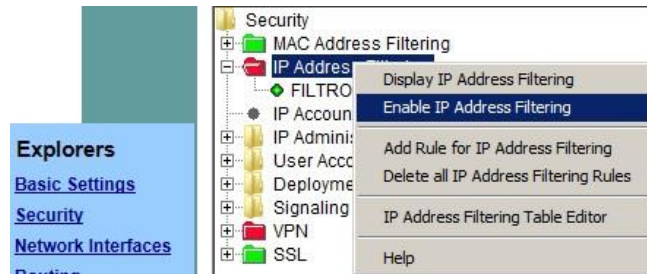 Explorers
Basic Settings
Security
Network Interfaces
Security
MAC Address Filtering
IP Address
FILTRO
IP Accoun
IP Adminis
User Acco
Deployme
Signaling
VPN
SSL
Display IP Address Filtering
Enable IP Address Filtering
Add Rule for IP Address Filtering
Delete all IP Address Filtering Rules
IP Address Filtering Table Editor
Help